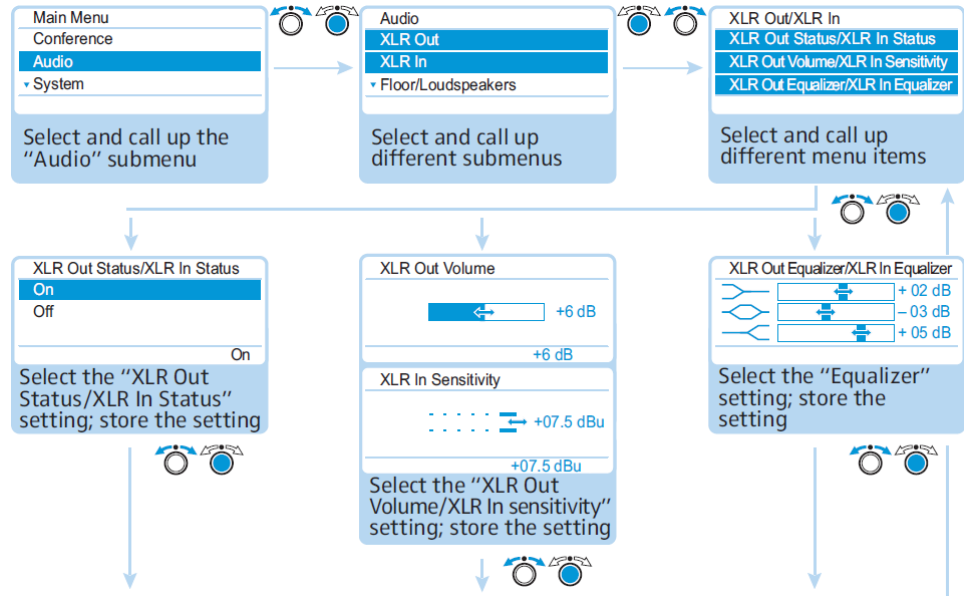 Main Menu
Conference
Audio
System
Select and call up the
"Audio" submenu
Audio
XLR Out
XLR In
Floor/Loudspeakers
Select and call up
different submenus
XLR Out/XLR In
XLR Out Status/XLR In Status
XLR Out Volume/XLR In Sensitivity
XLR Out Equalizer/XLR In Equalizer
Select and call up
different menu items
XLR Out Status/XLR In Status
On
Off
On
Select the "XLR Out
Status/XLR In Status"
setting; store the setting
XLR Out Volume
+6 dB
+6 dB
XLR In Sensitivity
+07.5 dBu
+07.5 dBu
Select the "XLR Out
Volume/XLR In sensitivity"
setting; store the setting
XLR Out Equalizer/XLR In Equalizer
+ 02 dB
– 03 dB
+ 05 dB
Select the "Equalizer"
setting; store the
setting